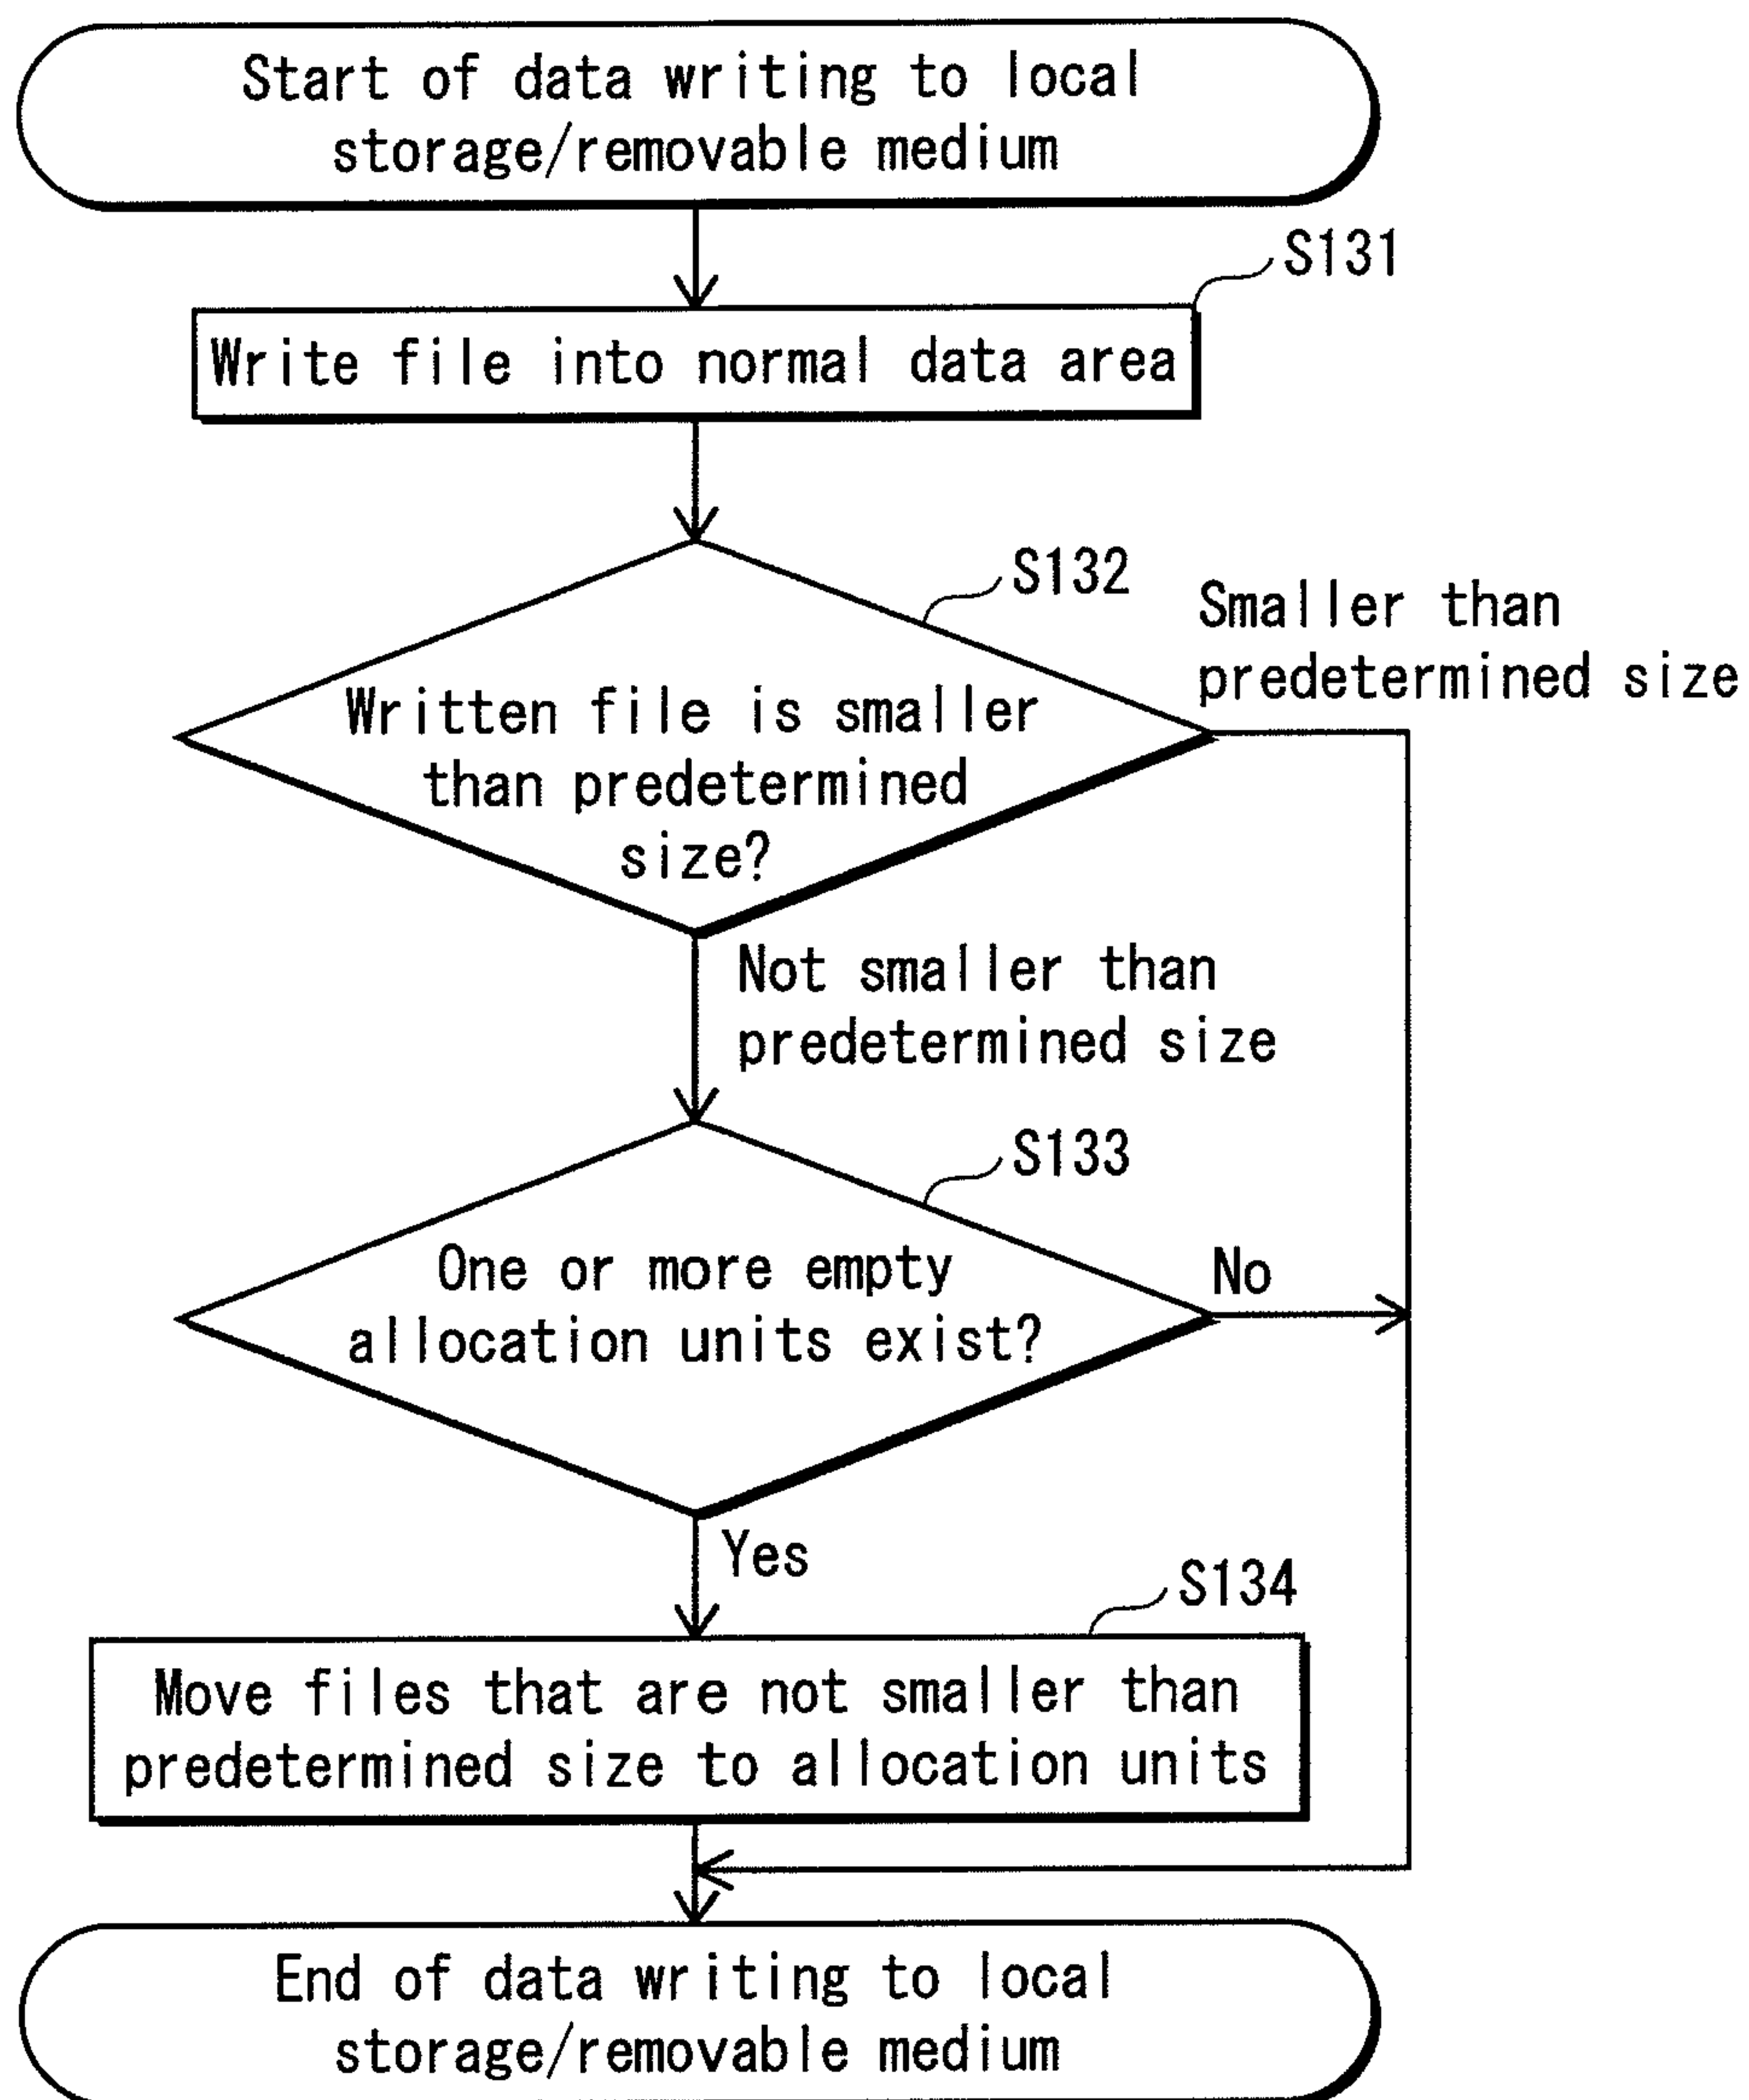 Start of data writing to local
storage/removable medium
S131
Write file into normal data area
S132
Smaller than
predetermined size
Written file is smaller
than predetermined
size?
Not smaller than
predetermined size
S133
One or more empty
allocation units exist?
No
Yes
S134
Move files that are not smaller than
predetermined size to allocation units
End of data writing to local
storage/removable medium